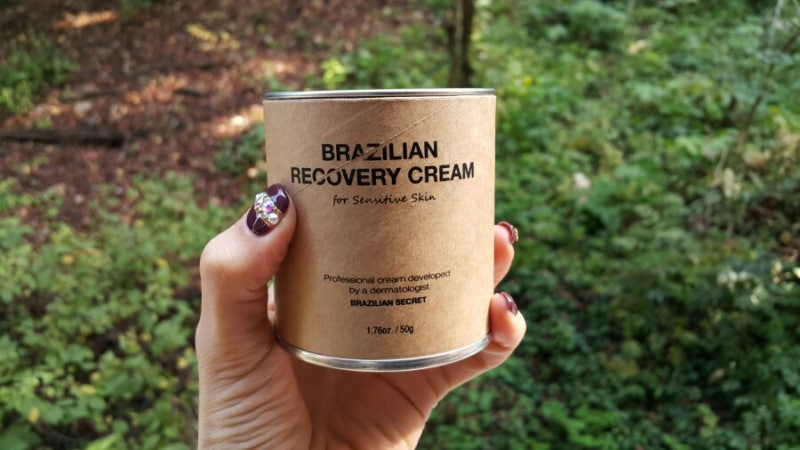 BRAZILIAN
RECOVERY CREAM
for Sensitive Skin
Professional cream developed
by a dermatologist
BRAZILIAN SECRET
1.76oz. / 50g